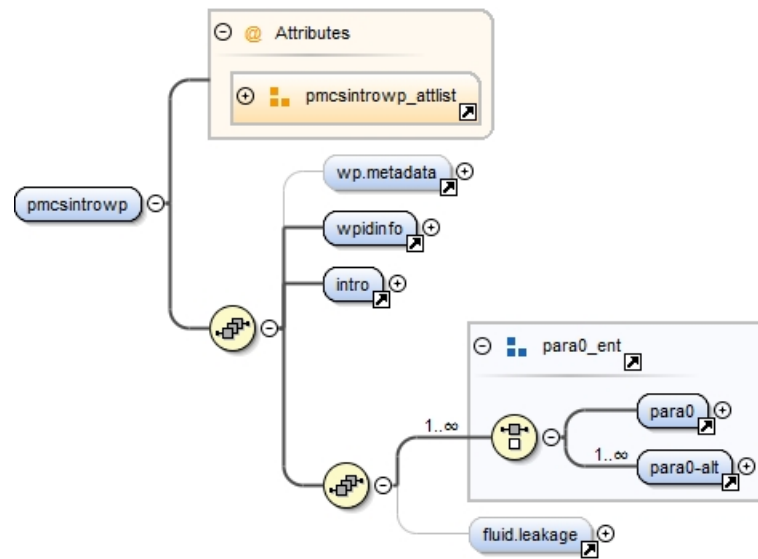 @ Attributes
pmcsintrowp_attlist
pmcsintrowp
wp.metadata
wpidinfo
intro
para0_ent
1..∞
para0
1..∞
para0-alt
fluid.leakage